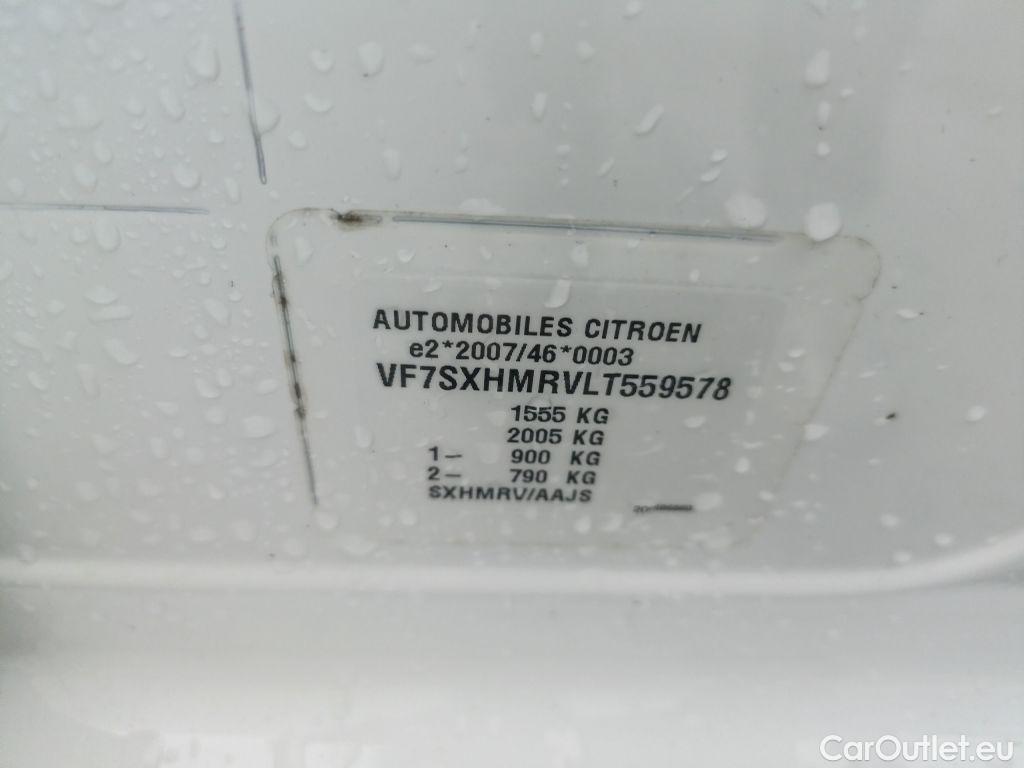 AUTOMOBILES CITROEN
e2*2007/46*0003
VF7SXHMRVLT559578
1555 KG
2005 KG
1- 900 KG
2- 790 KG
SXHMRV/AAJS
CarOutlet.eu